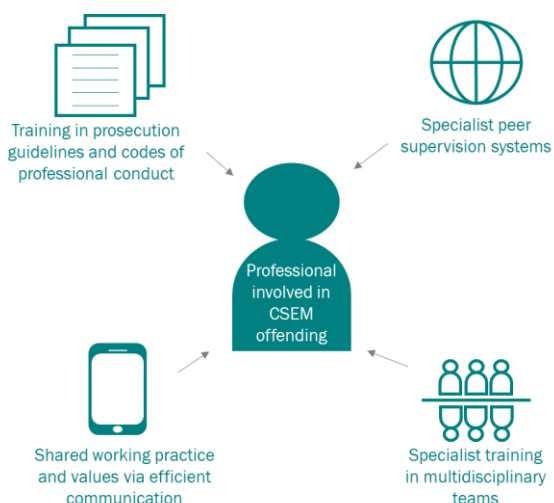 Training in prosecution
guidelines and codes of
professional conduct
Specialist peer
supervision systems
Professional
involved in
CSEM
offending
Shared working practice
and values via efficient
communication
Specialist training
in multidisciplinary
teams